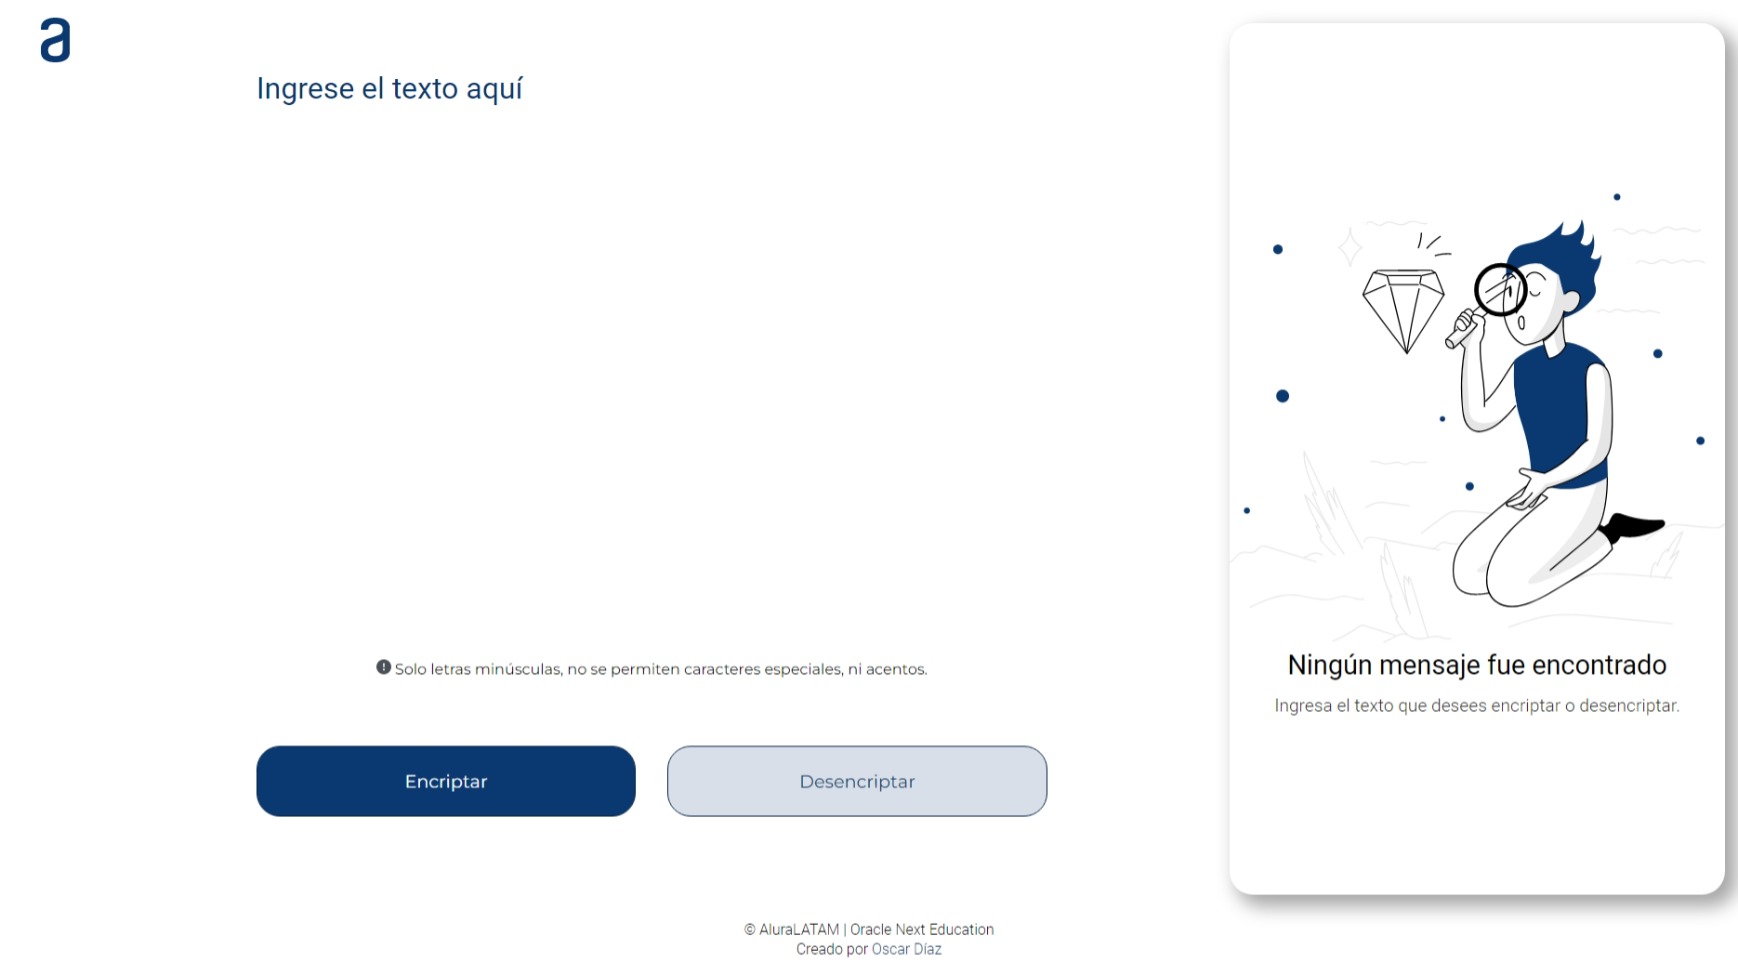 a
Ingrese el texto aquí
Solo letras minúsculas, no se permiten caracteres especiales, ni acentos.
Encriptar
Desencriptar
Ningún mensaje fue encontrado
Ingresa el texto que desees encriptar o desencriptar.
© AluraLATAM | Oracle Next Education
Creado por Oscar Díaz